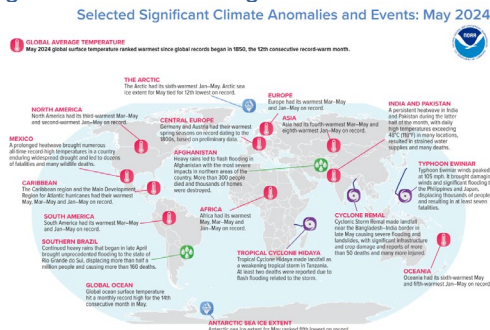 Selected Significant Climate Anomalies and Events: May 2024
NOAA
GLOBAL AVERAGE TEMPERATURE
May 2024 global surface temperature ranked warmest since global records began in 1850, the 12th consecutive record-warm month.
THE ARCTIC
The Arctic had its sixth-warmest Jan–May. Arctic sea
ice extent for May tied for 12th lowest on record.
NORTH AMERICA
North America had its third-warmest Mar–May
and second-warmest Jan–May on record.
CENTRAL EUROPE
Germany and Austria had their warmest
spring seasons on record dating to the
1880s, based on preliminary data.
EUROPE
Europe had its warmest Mar–May
and Jan–May on record.
ASIA
Asia had its fourth-warmest Mar–May and
eighth-warmest Jan–May on record.
INDIA AND PAKISTAN
A persistent heatwave in India
and Pakistan during the latter
half of the month, with daily
high temperatures exceeding
in many locations,
resulted in strained water
supplies and many deaths.
MEXICO
A prolonged heatwave brought numerous
all-time record-high temperatures in a country
enduring widespread drought and led to dozens
of fatalities and many wildfires.
AFGHANISTAN
Heavy rains led to flash flooding in
Afghanistan with the most severe
impacts in northern areas of the
country. More than 300 people
died and thousands of homes
were destroyed.
TYPHOON EWINIAR
Typhoon Ewiniar winds peaked
at 105 mph. It brought damaging
winds and significant flooding t
the Philippines and Japan,
displacing thousands of people
and resulting in at least seven
fatalities.
CARIBBEAN
The Caribbean region and the Main Development
Region for Atlantic hurricanes had their warmest
May, Mar–May and Jan–May on record.
SOUTH AMERICA
South America had its warmest Mar–May
and Jan–May on record.
AFRICA
Africa had its warmest
May, Mar–May and
Jan–May on record.
CYCLONE REMAL
Cyclonic Storm Remal made landfall
near the Bangladesh–India border in
late May causing severe flooding and
landslides, with significant infrastructure
and crop damage and reports of more
than 50 deaths and many more injured.
SOUTHERN BRAZIL
Continued heavy rains that began in late April
brought unprecedented flooding to the state of
Rio Grande do Sul, displacing more than half a
million people and causing more than 160 deaths.
TROPICAL CYCLONE HIDAYA
Tropical Cyclone Hidaya made landfall as
a weakening tropical storm in Tanzania.
At least two deaths were reported due to
flash flooding related to the storm.
OCEANIA
Oceania had its sixth-warmest May
and fifth-warmest Jan–May on record.
GLOBAL OCEAN
Global ocean surface temperature
hit a monthly record high for the 14th
consecutive month in May.
ANTARCTIC SEA ICE EXTENT
Antarctic sea ice extent for May ranked fifth lowest on record.